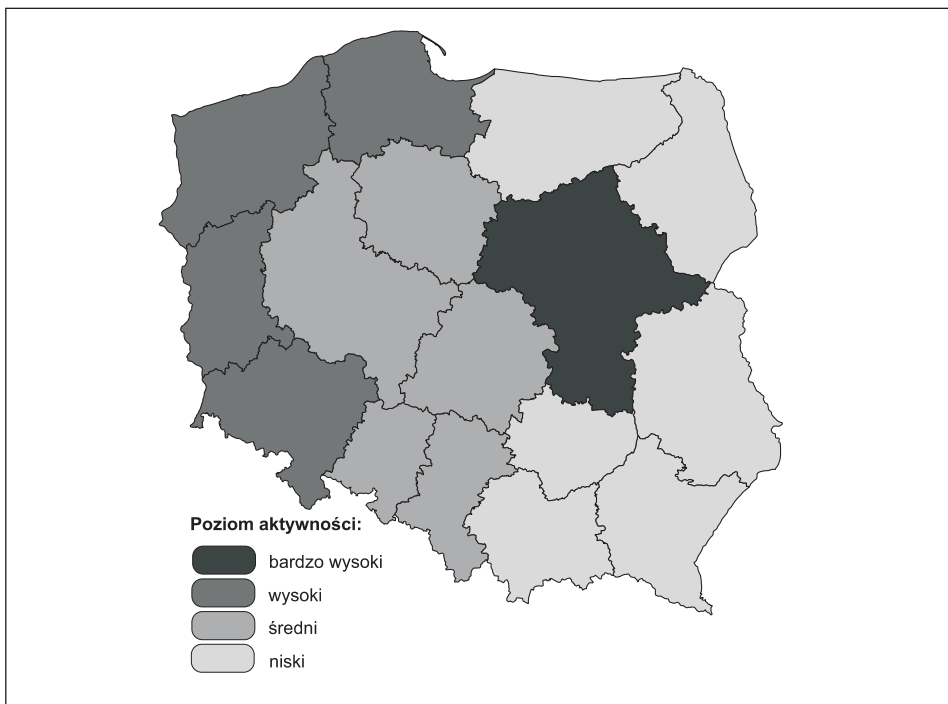 Poziom aktywności:
bardzo wysoki
wysoki
średni
niski